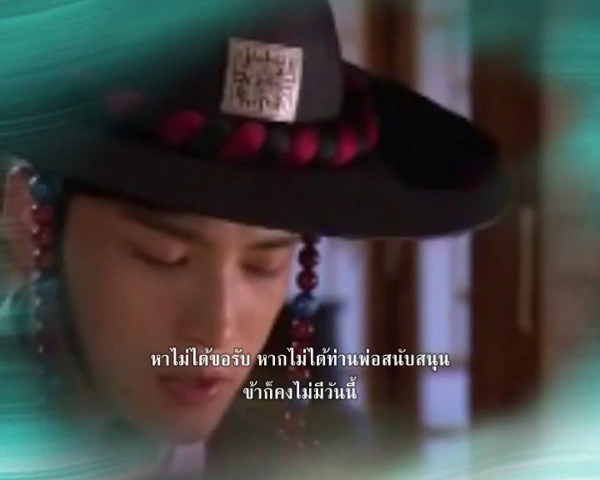 หาไม่ได้ขอรับ หากไม่ได้ท่านพ่อสนับสนุน
ข้าก็คงไม่มีวันนี้